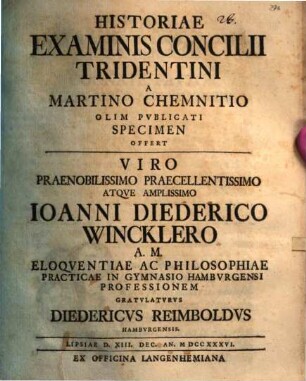 HISTORIAE
EXAMINIS CONCILII
TRIDENTINI
A
MARTINO CHEMNITIO
OLIM PVBLICATI
SPECIMEN
OFFERT
VIRO
PRAENOBILISSIMO PRAECELLENTISSIMO
ATQVE AMPLISSIMO
IOANNI DIEDERICO
WINCKLERO
A. M.
ELOQVENTIAE AC PHILOSOPHIAE
PRACTICAE IN GYMNASIO HAMBVRGENSI
PROFESSIONEM
GRATVLATVRVS
DIEDERICVS REIMBOLDVS
HAMBVRGENSIS.
LIPSIAE D. XIII. DEC. AN. M DCC XXXVI.
EX OFFICINA LANGENHEMIANA.